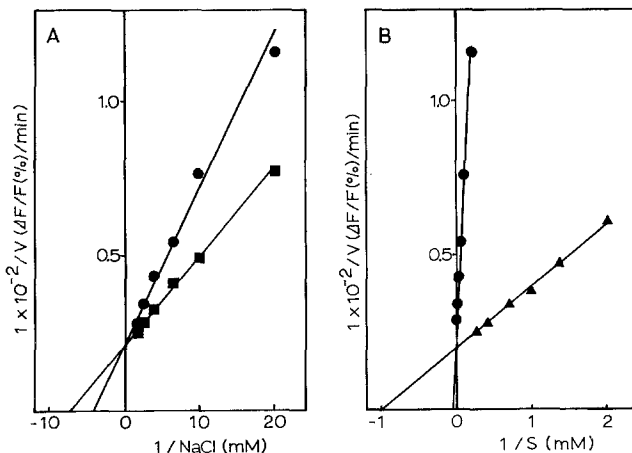 A
1 x 10⁻² / V (ΔF/F(%)/min)
1.0
0.5
-10
0
10
20
1 / NaCl (mM)
B
1 x 10⁻² / V (ΔF/F(%)/min)
1.0
0.5
-1
0
1
2
1 / S (mM)